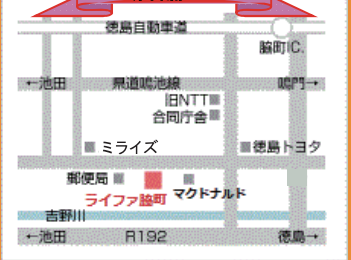 徳島自動車道
脇町IC.
←池田 県道鳴池線 鳴門→
旧NTT
合同庁舎
ミライズ 徳島トヨタ
郵便局
ライファ脇町 マクドナルド
吉野川
←池田 R192 徳島→